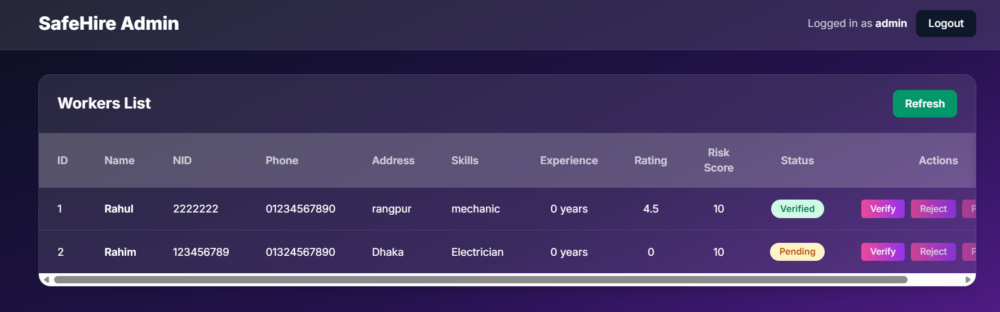 SafeHire Admin
Logged in as admin
Logout
Workers List
Refresh
ID Name NID Phone Address Skills Experience Rating Risk Score Status Actions
1 Rahul 2222222 01234567890 rangpur mechanic 0 years 4.5 10 Verified Verify Reject
2 Rahim 123456789 01324567890 Dhaka Electrician 0 years 0 10 Pending Verify Reject